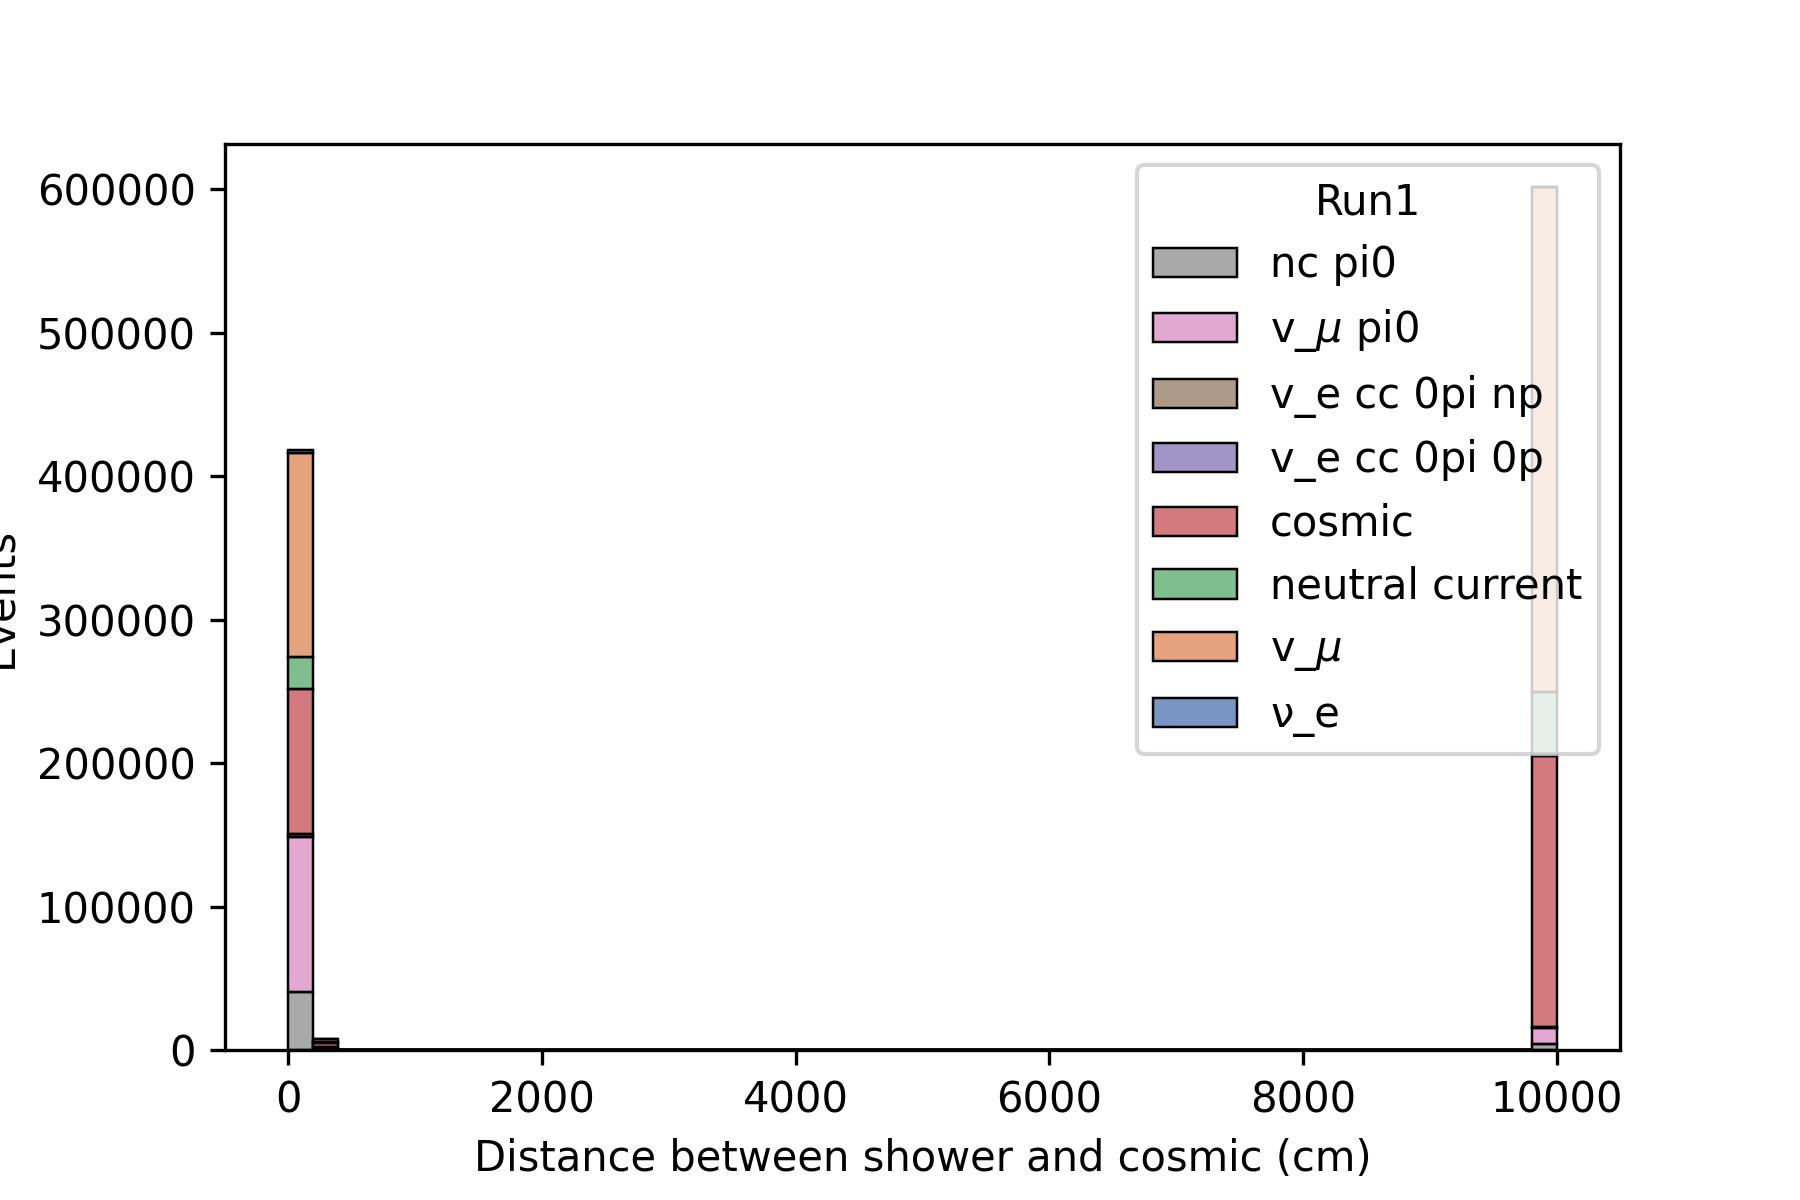 Run1
nc pi0
v_μ pi0
v_e cc 0pi np
v_e cc 0pi 0p
cosmic
neutral current
v_μ
ν_e
600000
500000
400000
300000
200000
100000
0
Events
0 2000 4000 6000 8000 10000
Distance between shower and cosmic (cm)